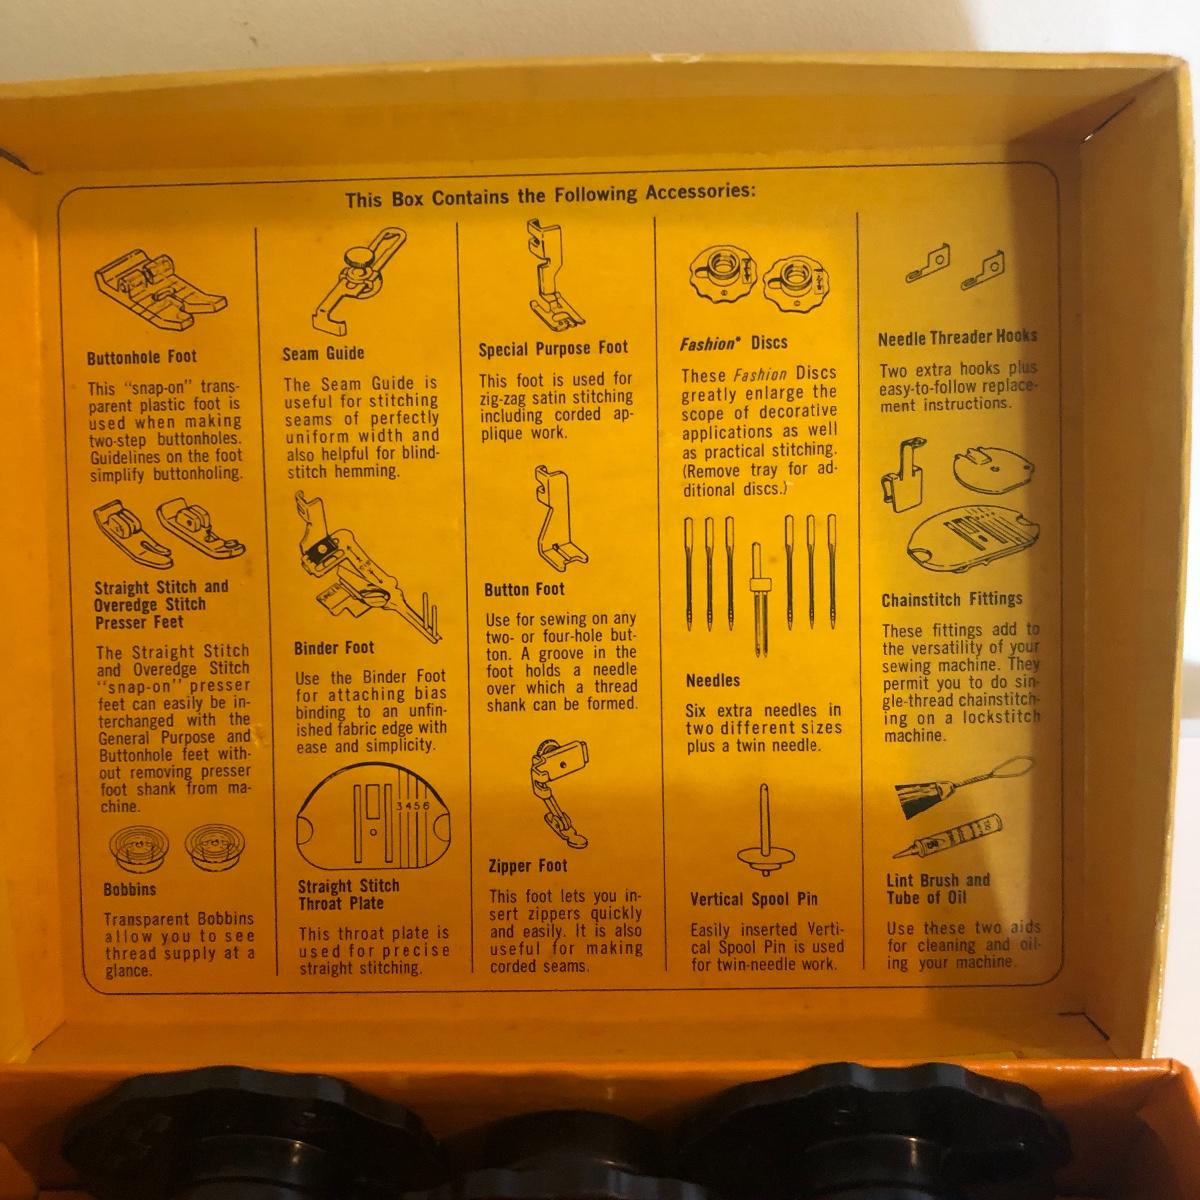 This Box Contains the Following Accessories:
Buttonhole Foot
This "snap-on" trans-
parent plastic foot is
used when making
two-step buttonholes.
Guidelines on the foot
simplify buttonholing.
Straight Stitch and
Overedge Stitch
Presser Feet
The Straight Stitch
and Overedge Stitch
"snap-on" presser
feet can easily be in-
terchanged with the
General Purpose and
Buttonhole feet with-
out removing presser
foot shank from ma-
chine.
Bobbins
Transparent Bobbins
allow you to see
thread supply at a
glance.
Seam Guide
The Seam Guide is
useful for stitching
seams of perfectly
uniform width and
also helpful for blind-
stitch hemming.
Binder Foot
Use the Binder Foot
for attaching bias
binding to an unfin-
ished fabric edge with
ease and simplicity.
3 4 5 6
Straight Stitch
Throat Plate
This throat plate is
used for precise
straight stitching.
Special Purpose Foot
This foot is used for
zig-zag satin stitching
including corded ap-
plique work.
Button Foot
Use for sewing on any
two- or four-hole but-
ton. A groove in the
foot holds a needle
over which a thread
shank can be formed.
Zipper Foot
This foot lets you in-
sert zippers quickly
and easily. It is also
useful for making
corded seams.
Fashion* Discs
These Fashion Discs
greatly enlarge the
scope of decorative
applications as well
as practical stitching.
(Remove tray for ad-
ditional discs.)
Needles
Six extra needles in
two different sizes
plus a twin needle.
Vertical Spool Pin
Easily inserted Verti-
cal Spool Pin is used
for twin-needle work.
Needle Threader Hooks
Two extra hooks plus
easy-to-follow replace-
ment instructions.
Chainstitch Fittings
These fittings add to
the versatility of your
sewing machine. They
permit you to do sin-
gle-thread chainstitch-
ing on a lockstitch
machine.
Lint Brush and
Tube of Oil
Use these two aids
for cleaning and oil-
ing your machine.